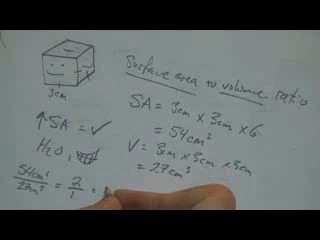 Surface area to volume ratio
3cm
SA = 3cm x 3cm x 6
= 54cm²
↑SA = ✓
H₂O,
V = 3cm x 3cm x 3cm
= 27cm³
54cm² / 27cm³ = 2/1 =